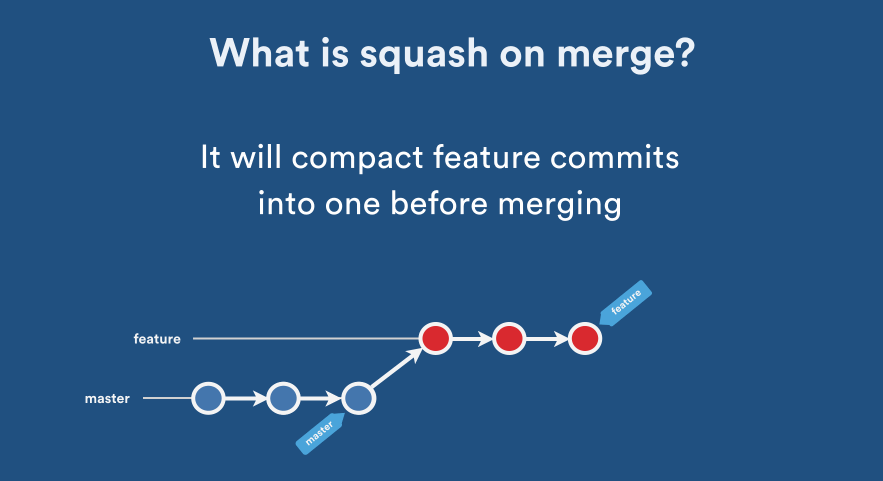 What is squash on merge?
It will compact feature commits
into one before merging
feature
feature
master
master